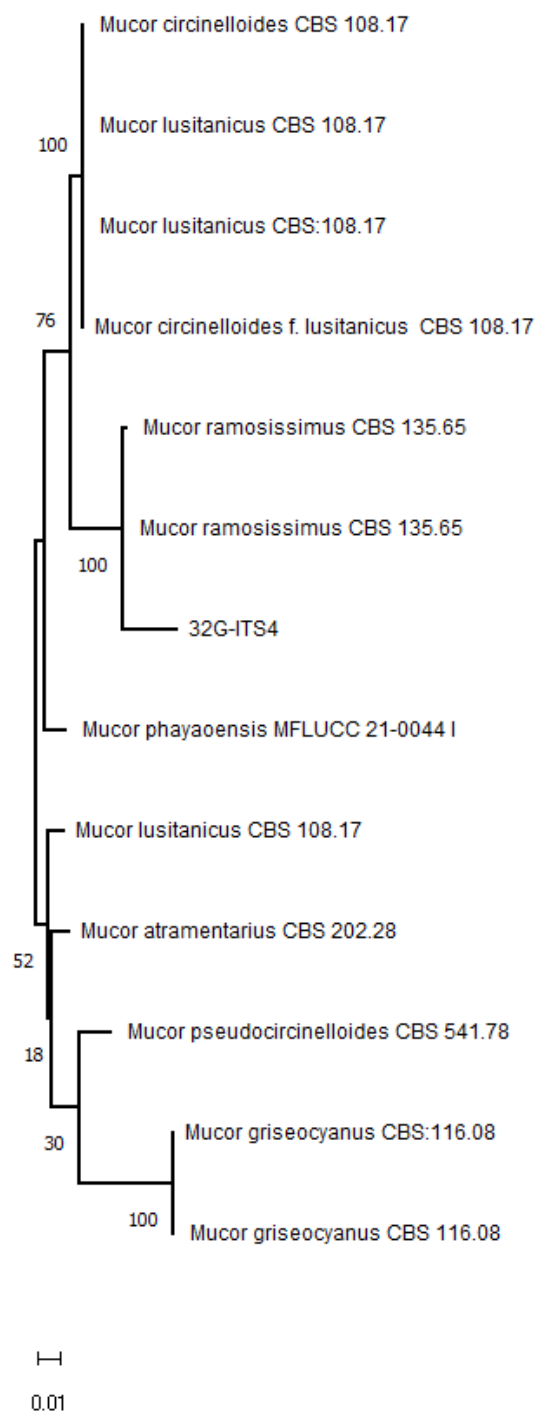 Mucor circinelloides CBS 108.17
Mucor lusitanicus CBS 108.17
100
Mucor lusitanicus CBS:108.17
76
Mucor circinelloides f. lusitanicus CBS 108.17
Mucor ramosissimus CBS 135.65
Mucor ramosissimus CBS 135.65
100
32G-ITS4
Mucor phayaoensis MFLUCC 21-0044 I
Mucor lusitanicus CBS 108.17
Mucor atramentarius CBS 202.28
52
Mucor pseudocircinelloides CBS 541.78
18
Mucor griseocyanus CBS:116.08
30
100
Mucor griseocyanus CBS 116.08
0.01